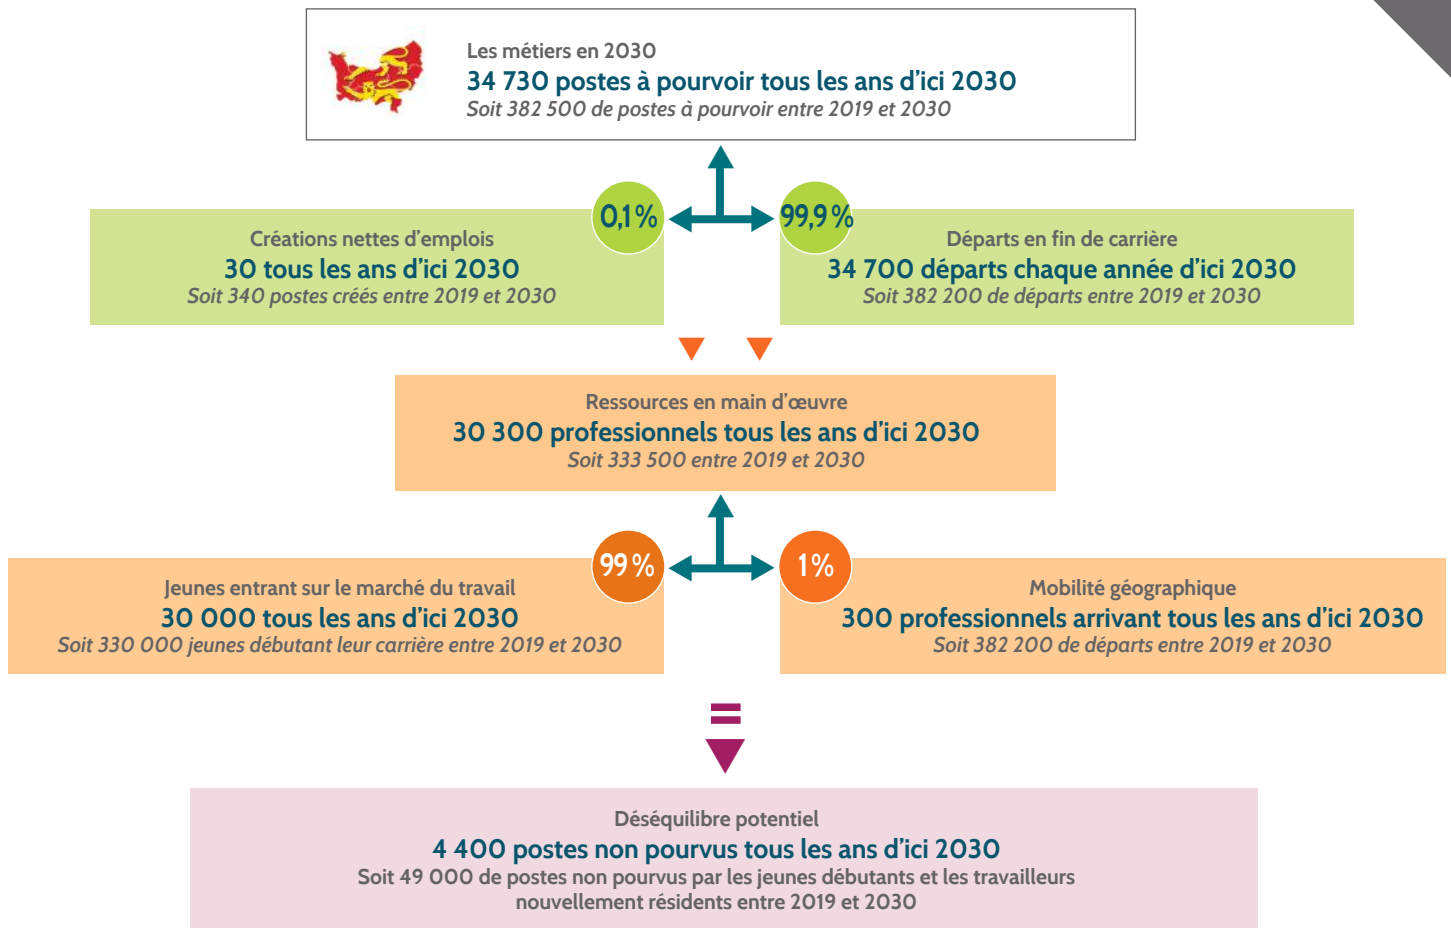 Les métiers en 2030
34 730 postes à pourvoir tous les ans d’ici 2030
Soit 382 500 de postes à pourvoir entre 2019 et 2030
0,1%
99,9%
Créations nettes d’emplois
30 tous les ans d’ici 2030
Soit 340 postes créés entre 2019 et 2030
Départs en fin de carrière
34 700 départs chaque année d’ici 2030
Soit 382 200 de départs entre 2019 et 2030
Ressources en main d’œuvre
30 300 professionnels tous les ans d’ici 2030
Soit 333 500 entre 2019 et 2030
99%
1%
Jeunes entrant sur le marché du travail
30 000 tous les ans d’ici 2030
Soit 330 000 jeunes débutant leur carrière entre 2019 et 2030
Mobilité géographique
300 professionnels arrivant tous les ans d’ici 2030
Soit 382 200 de départs entre 2019 et 2030
=
Déséquilibre potentiel
4 400 postes non pourvus tous les ans d’ici 2030
Soit 49 000 de postes non pourvus par les jeunes débutants et les travailleurs
nouvellement résidents entre 2019 et 2030